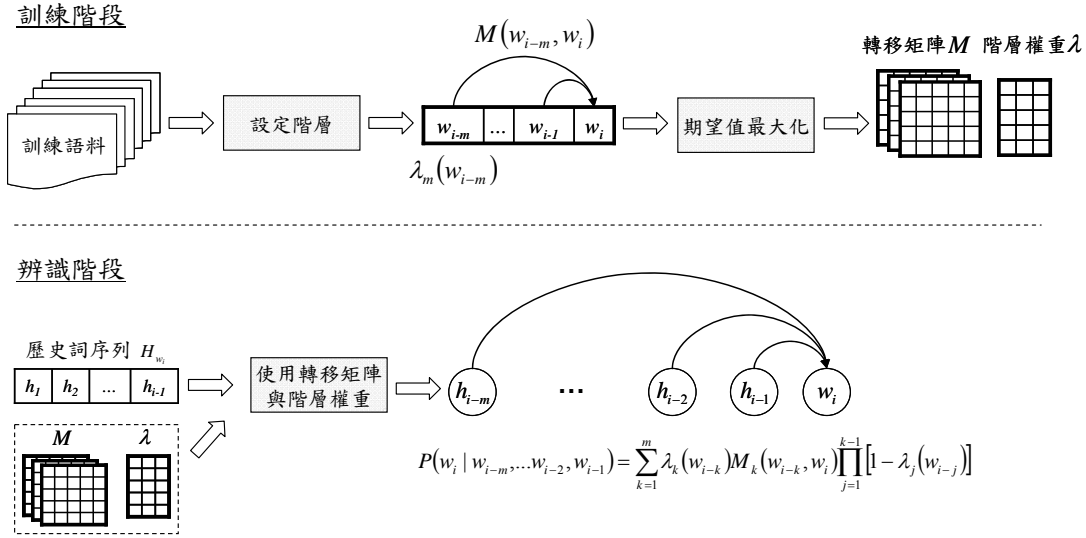 訓練階段
M(w_{i-m}, w_i)
轉移矩陣M 階層權重λ
訓練語料
設定階層
w_{i-m} ... w_{i-1} w_i
期望值最大化
λ_m(w_{i-m})
辨識階段
歷史詞序列 H_{w_i}
h_1 h_2 ... h_{i-1}
使用轉移矩陣
與階層權重
h_{i-m} ... h_{i-2} h_{i-1} w_i
M λ
P(w_i | w_{i-m},...w_{i-2}, w_{i-1}) = \sum_{k=1}^{m} λ_k(w_{i-k}) M_k(w_{i-k}, w_i) \prod_{j=1}^{k-1} [1 - λ_j(w_{i-j})]